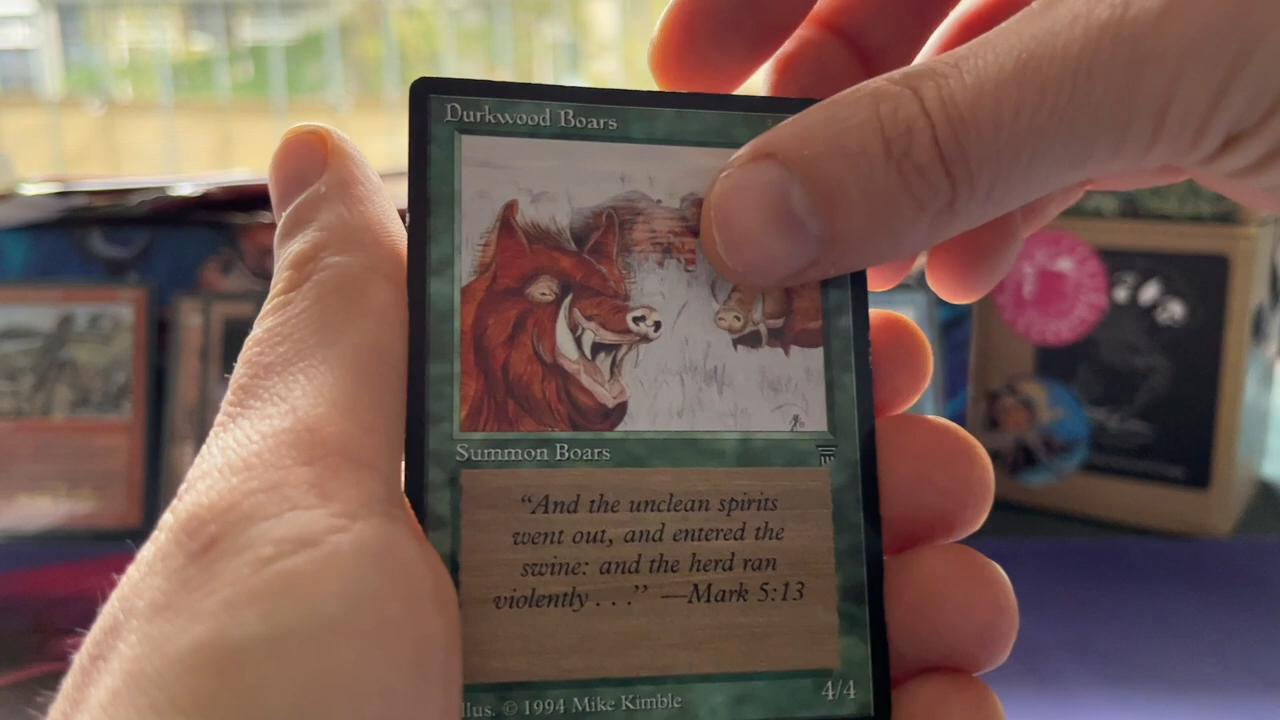 Durkwood Boars
Summon Boars
“And the unclean spirits
went out, and entered the
swine: and the herd ran
violently . . .” —Mark 5:13
4/4
llus. © 1994 Mike Kimble